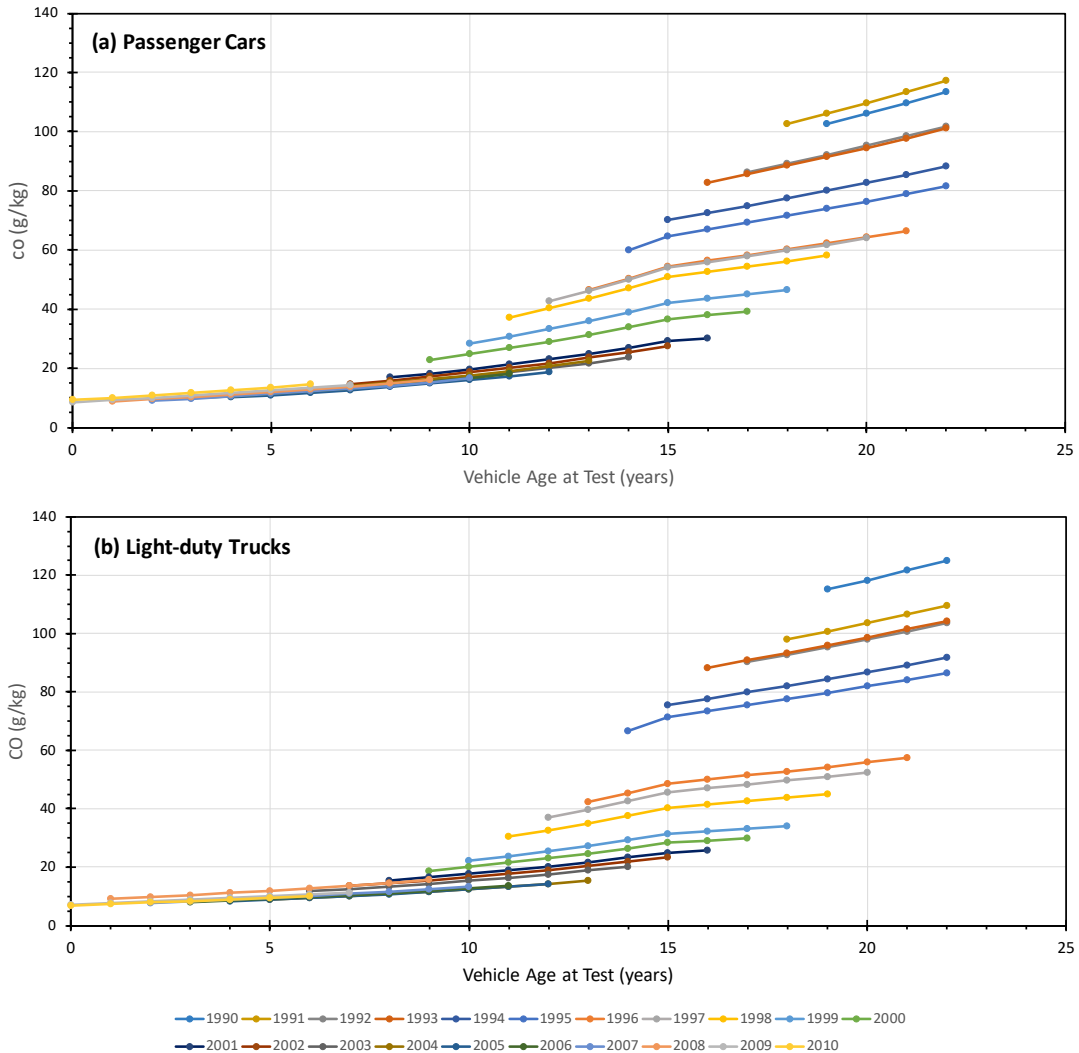 (a) Passenger Cars
140
120
100
80
60
40
20
0
co (g/kg)
0 5 10 15 20 25
Vehicle Age at Test (years)
(b) Light-duty Trucks
140
120
100
80
60
40
20
0
CO (g/kg)
0 5 10 15 20 25
Vehicle Age at Test (years)
1990 1991 1992 1993 1994 1995 1996 1997 1998 1999 2000
2001 2002 2003 2004 2005 2006 2007 2008 2009 2010